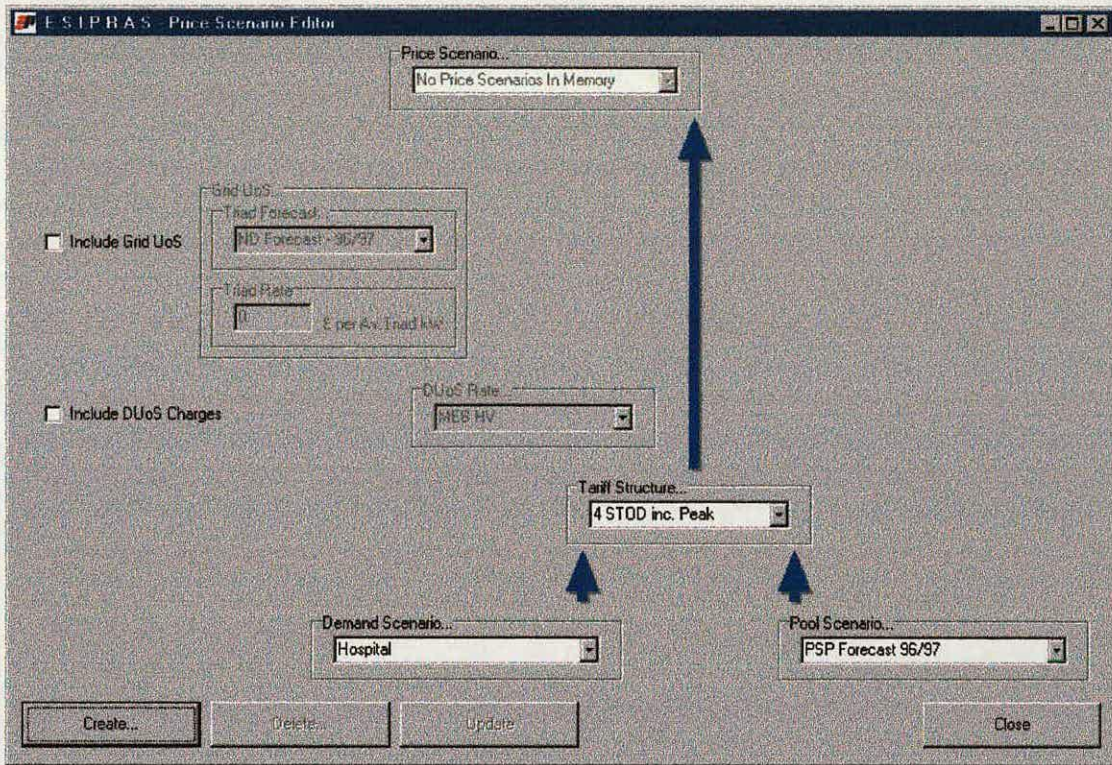 E S I P R A S - Price Scenario Editor
Price Scenario...
No Price Scenarios In Memory
Grid UoS
Triad Forecast...
Include Grid UoS
ND Forecast - 96/97
Triad Rate
0
£ per Av. Triad kW
DUoS Rate...
Include DUoS Charges
MEB HV
Tariff Structure...
4 STOD inc. Peak
Demand Scenario...
Hospital
Pool Scenario...
PSP Forecast 96/97
Create...
Delete...
Update
Close